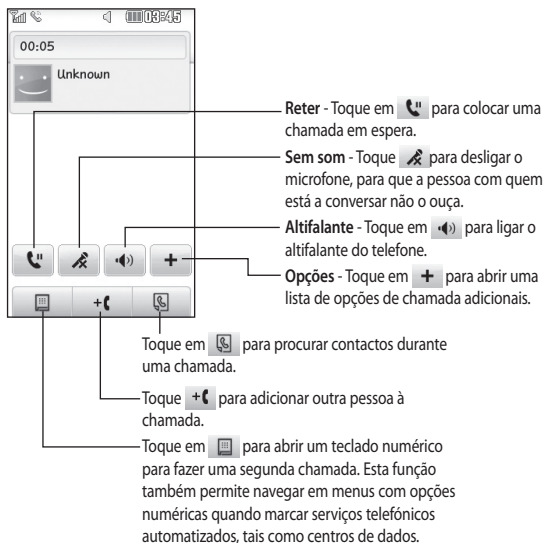 03:45
00:05
Unknown
Reter - Toque em para colocar uma
chamada em espera.
Sem som - Toque para desligar o
microfone, para que a pessoa com quem
está a conversar não o ouça.
Altifalante - Toque em para ligar o
altifalante do telefone.
Opções - Toque em + para abrir uma
lista de opções de chamada adicionais.
Toque em para procurar contactos durante
uma chamada.
Toque para adicionar outra pessoa à
chamada.
Toque em para abrir um teclado numérico
para fazer uma segunda chamada. Esta função
também permite navegar em menus com opções
numéricas quando marcar serviços telefónicos
automatizados, tais como centros de dados.